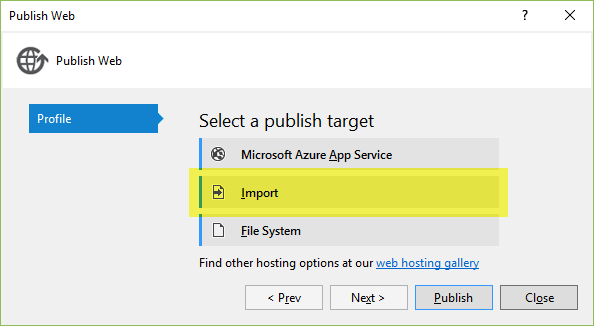 Publish Web
?
Publish Web
Profile
Select a publish target
Microsoft Azure App Service
Import
File System
Find other hosting options at our web hosting gallery
< Prev
Next >
Publish
Close